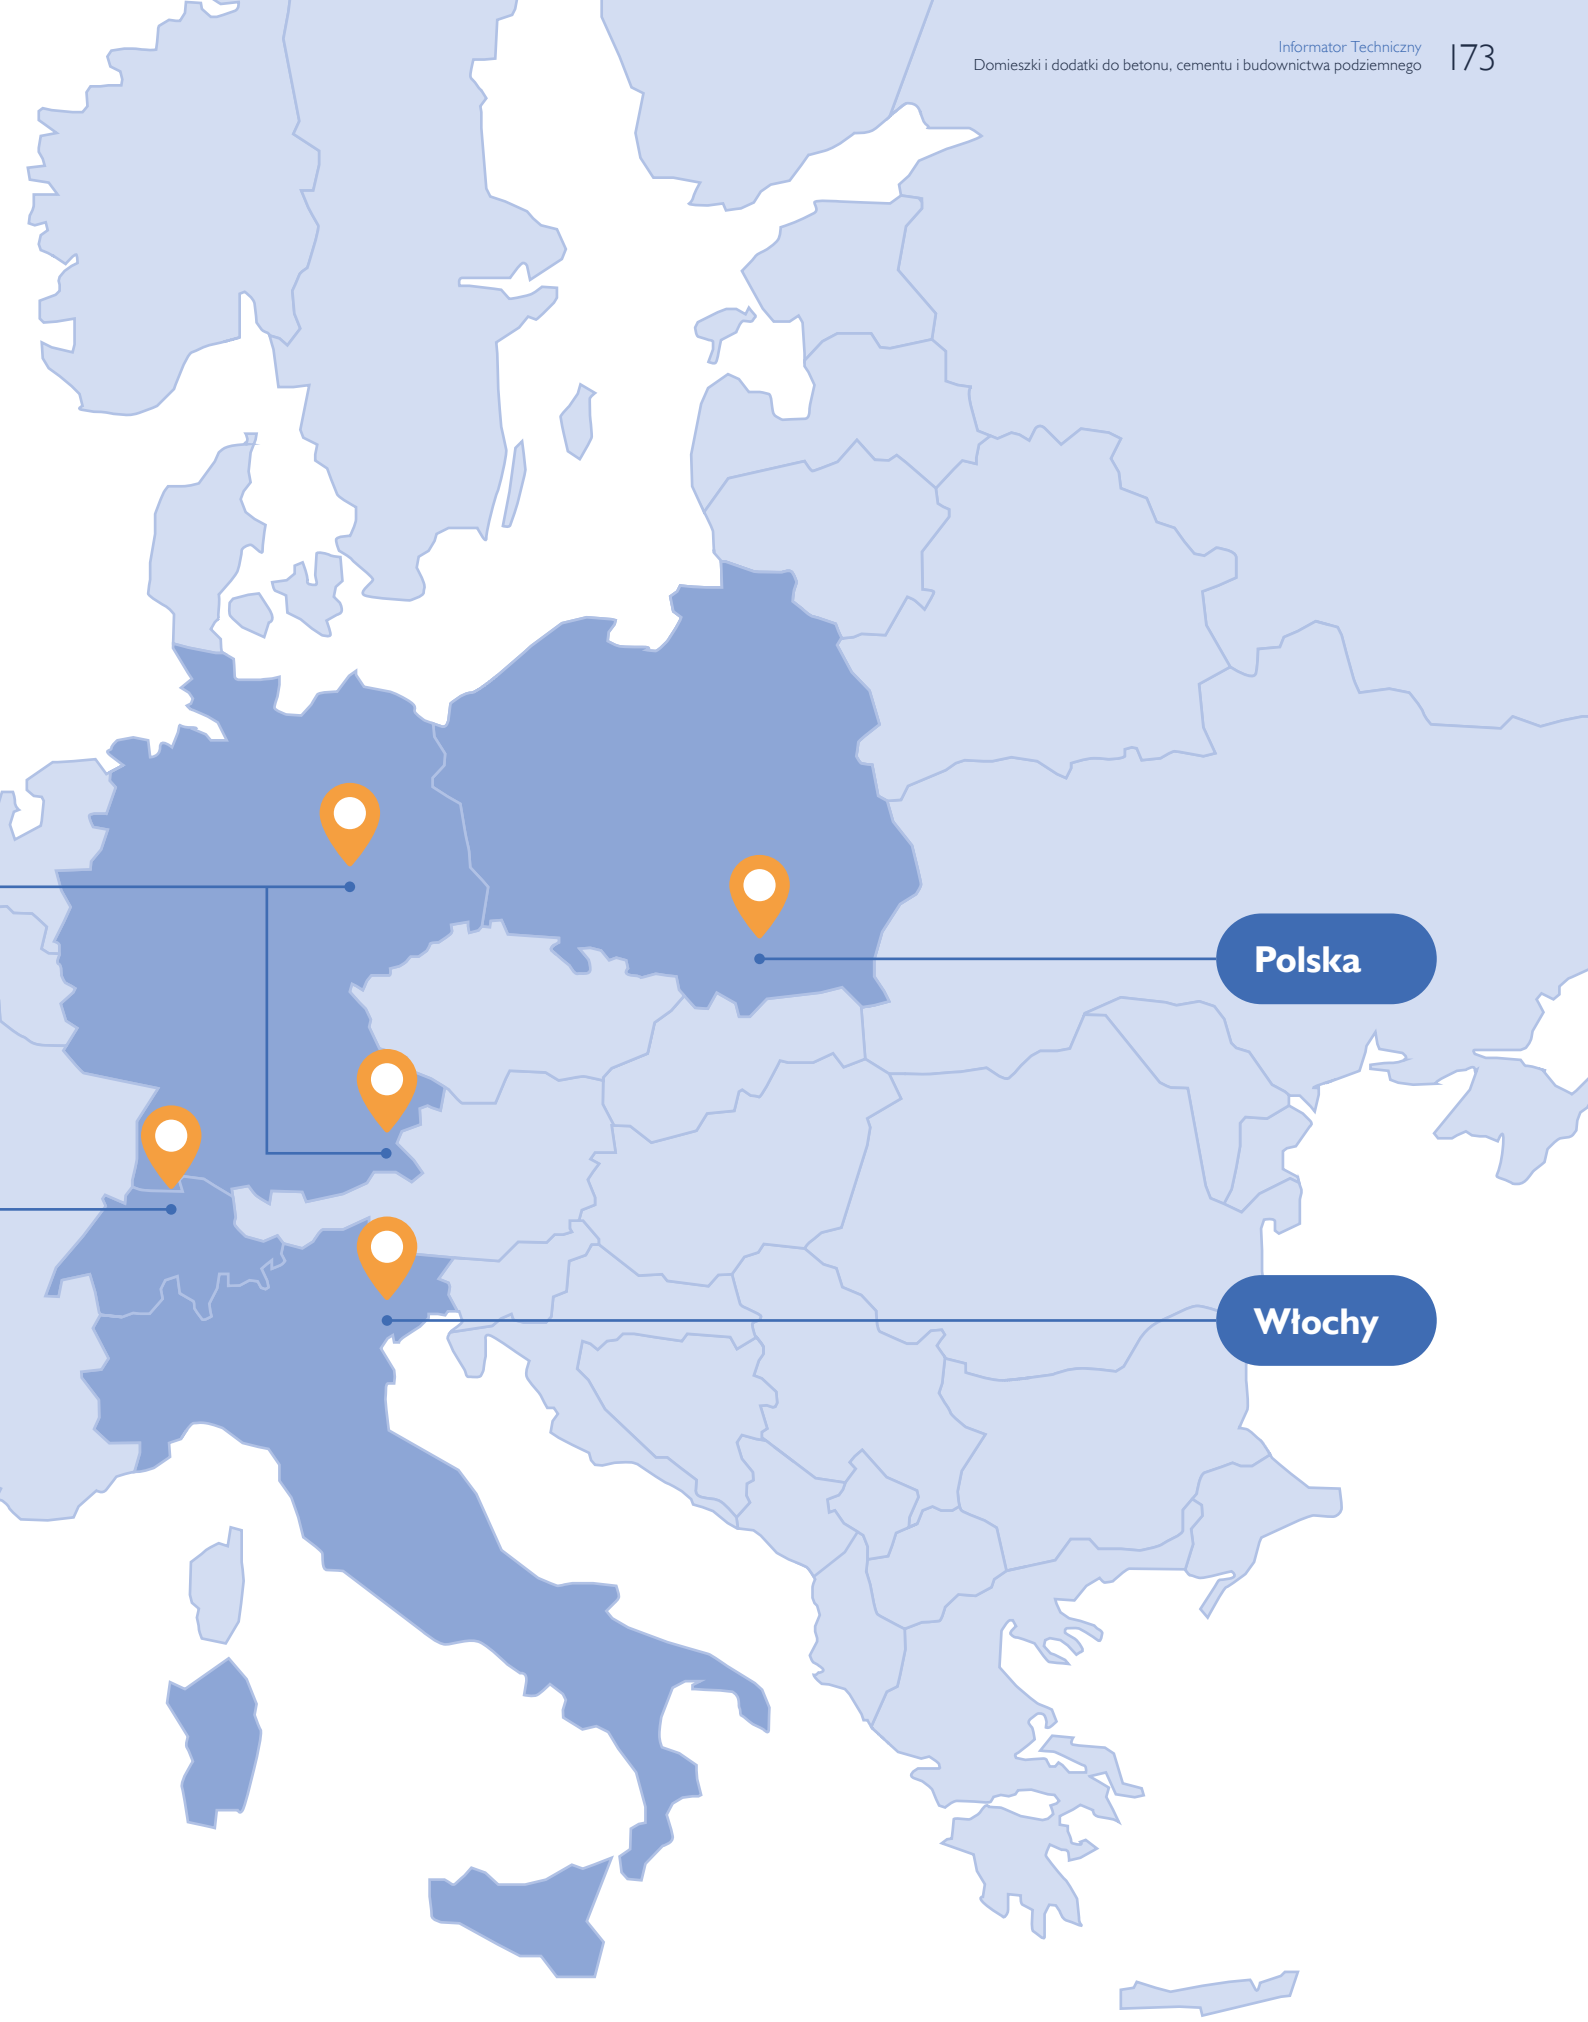 Informator Techniczny
Domieszki i dodatki do betonu, cementu i budownictwa podziemnego
173
Polska
Włochy